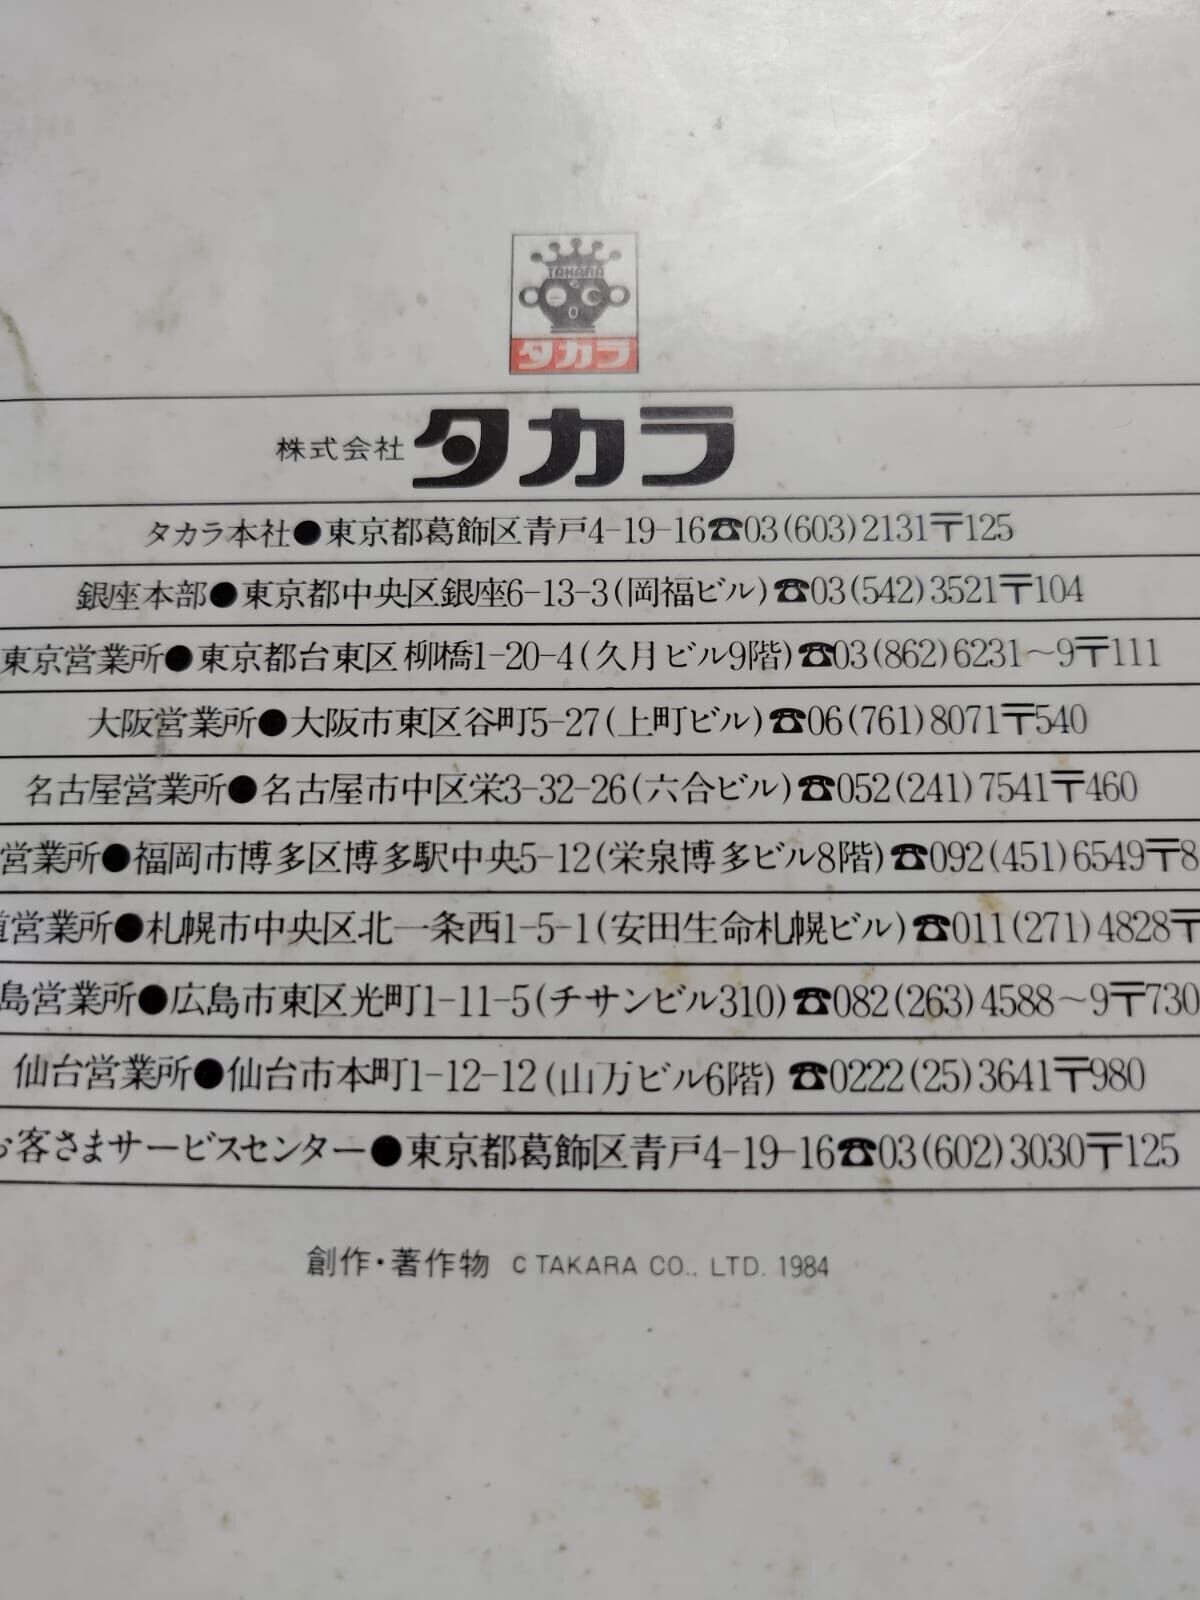 TAKARA
タカラ
株式会社 タカラ
タカラ本社●東京都葛飾区青戸4-19-16☎03(603)2131〒125
銀座本部●東京都中央区銀座6-13-3(岡福ビル)☎03(542)3521〒104
東京営業所●東京都台東区柳橋1-20-4(久月ビル9階)☎03(862)6231~9〒111
大阪営業所●大阪市東区谷町5-27(上町ビル)☎06(761)8071〒540
名古屋営業所●名古屋市中区栄3-32-26(六合ビル)☎052(241)7541〒460
営業所●福岡市博多区博多駅中央5-12(栄泉博多ビル8階)☎092(451)6549〒8
道営業所●札幌市中央区北一条西1-5-1(安田生命札幌ビル)☎011(271)4828〒
島営業所●広島市東区光町1-11-5(チサンビル310)☎082(263)4588~9〒730
仙台営業所●仙台市本町1-12-12(山万ビル6階)☎0222(25)3641〒980
お客さまサービスセンター●東京都葛飾区青戸4-19-16☎03(602)3030〒125
創作・著作物 C TAKARA CO., LTD. 1984